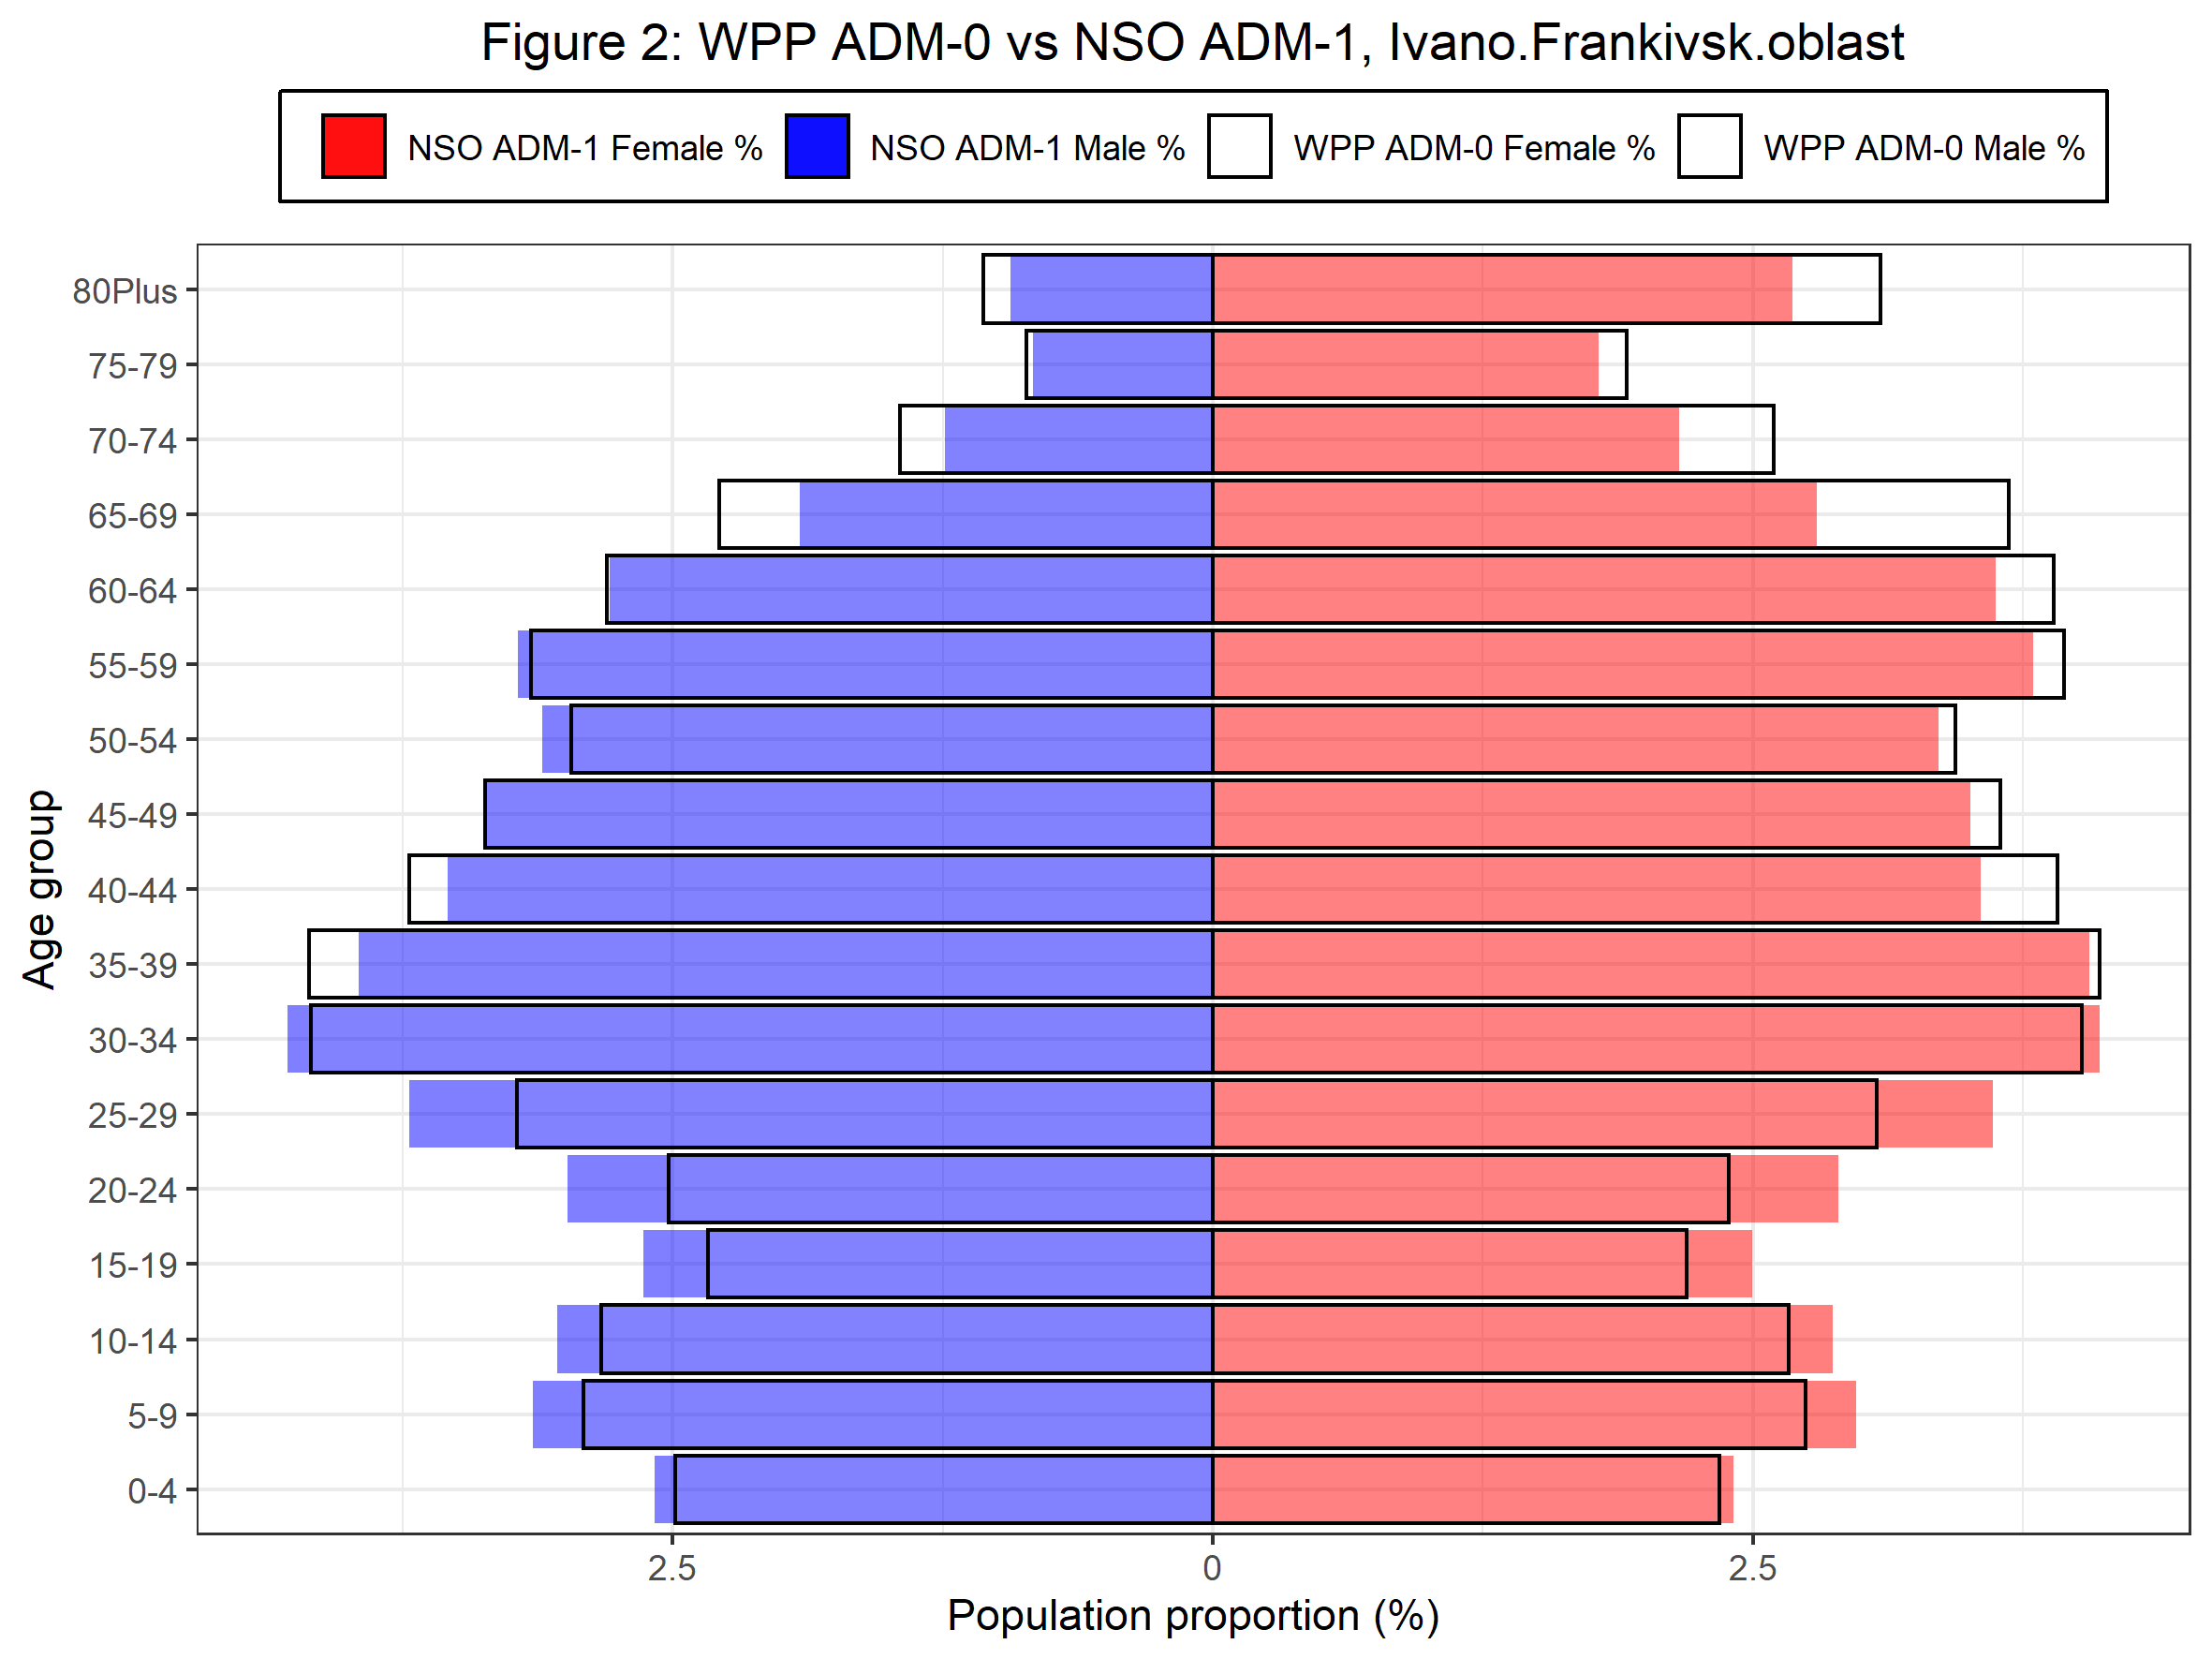 Figure 2: WPP ADM-0 vs NSO ADM-1, Ivano.Frankivsk.oblast
NSO ADM-1 Female % NSO ADM-1 Male % WPP ADM-0 Female % WPP ADM-0 Male %
Age group
80Plus
75-79
70-74
65-69
60-64
55-59
50-54
45-49
40-44
35-39
30-34
25-29
20-24
15-19
10-14
5-9
0-4
2.5 0 2.5
Population proportion (%)